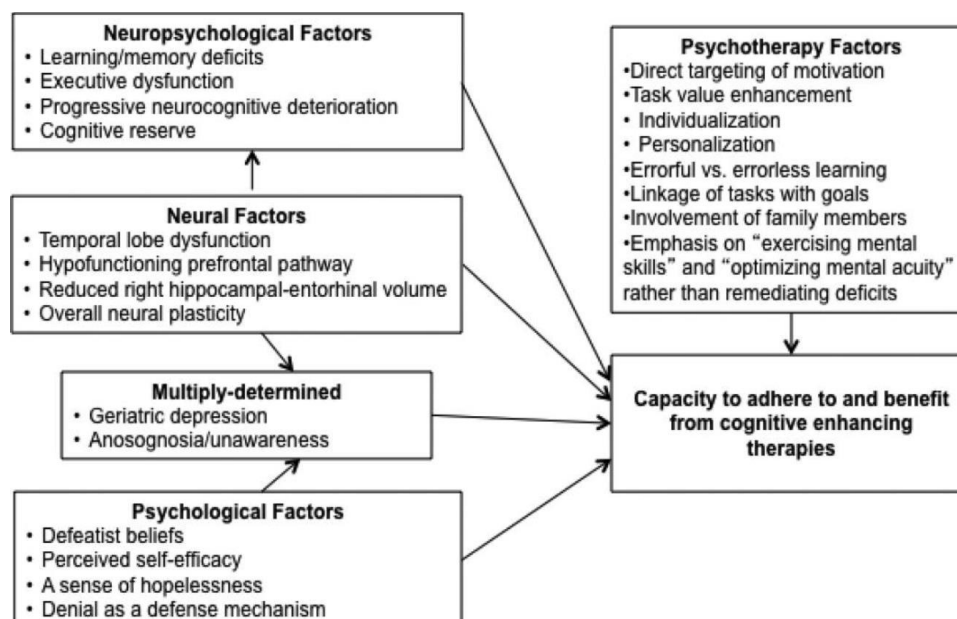 Neuropsychological Factors
• Learning/memory deficits
• Executive dysfunction
• Progressive neurocognitive deterioration
• Cognitive reserve
Neural Factors
• Temporal lobe dysfunction
• Hypofunctioning prefrontal pathway
• Reduced right hippocampal-entorhinal volume
• Overall neural plasticity
Multiply-determined
• Geriatric depression
• Anosognosia/unawareness
Psychological Factors
• Defeatist beliefs
• Perceived self-efficacy
• A sense of hopelessness
• Denial as a defense mechanism
Psychotherapy Factors
•Direct targeting of motivation
•Task value enhancement
• Individualization
• Personalization
•Errorful vs. errorless learning
•Linkage of tasks with goals
•Involvement of family members
•Emphasis on “exercising mental
skills” and “optimizing mental acuity”
rather than remediating deficits
Capacity to adhere to and benefit
from cognitive enhancing
therapies